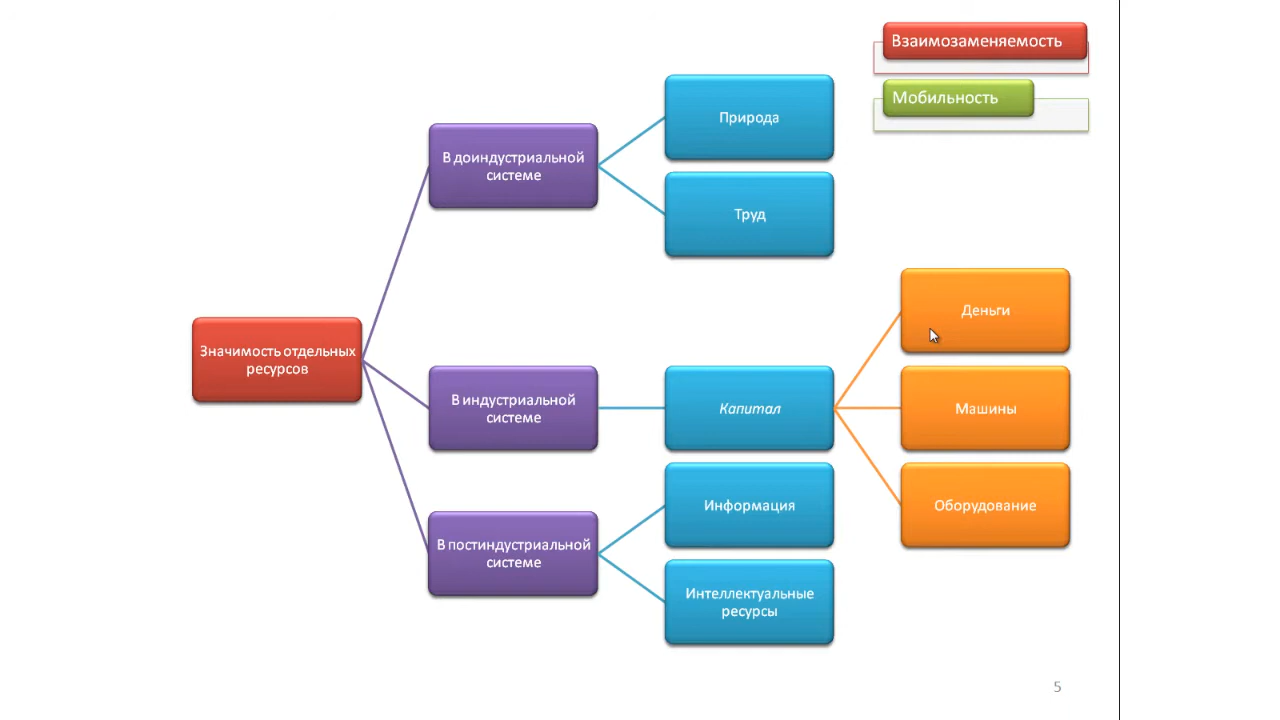 Взаимозаменяемость
Мобильность
Значимость отдельных
ресурсов
В доиндустриальной
системе
Природа
Труд
В индустриальной
системе
Капитал
Деньги
Машины
Оборудование
В постиндустриальной
системе
Информация
Интеллектуальные
ресурсы
5